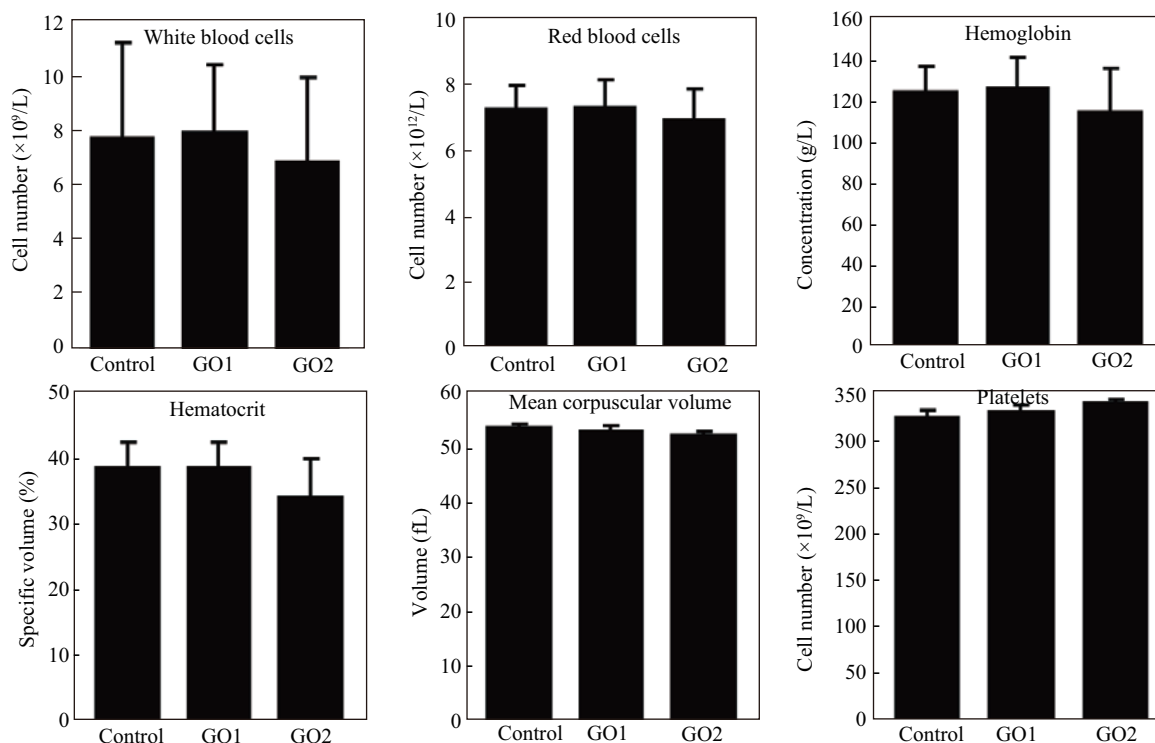 White blood cells
Cell number (×10⁹/L)
12
10
8
6
4
2
0
Control GO1 GO2
Red blood cells
Cell number (×10¹²/L)
10
8
6
4
2
0
Control GO1 GO2
Hemoglobin
Concentration (g/L)
160
140
120
100
80
60
40
20
0
Control GO1 GO2
Hematocrit
Specific volume (%)
50
40
30
20
10
0
Control GO1 GO2
Mean corpuscular volume
Volume (fL)
60
50
40
30
20
10
0
Control GO1 GO2
Platelets
Cell number (×10⁹/L)
350
300
250
200
150
100
50
0
Control GO1 GO2